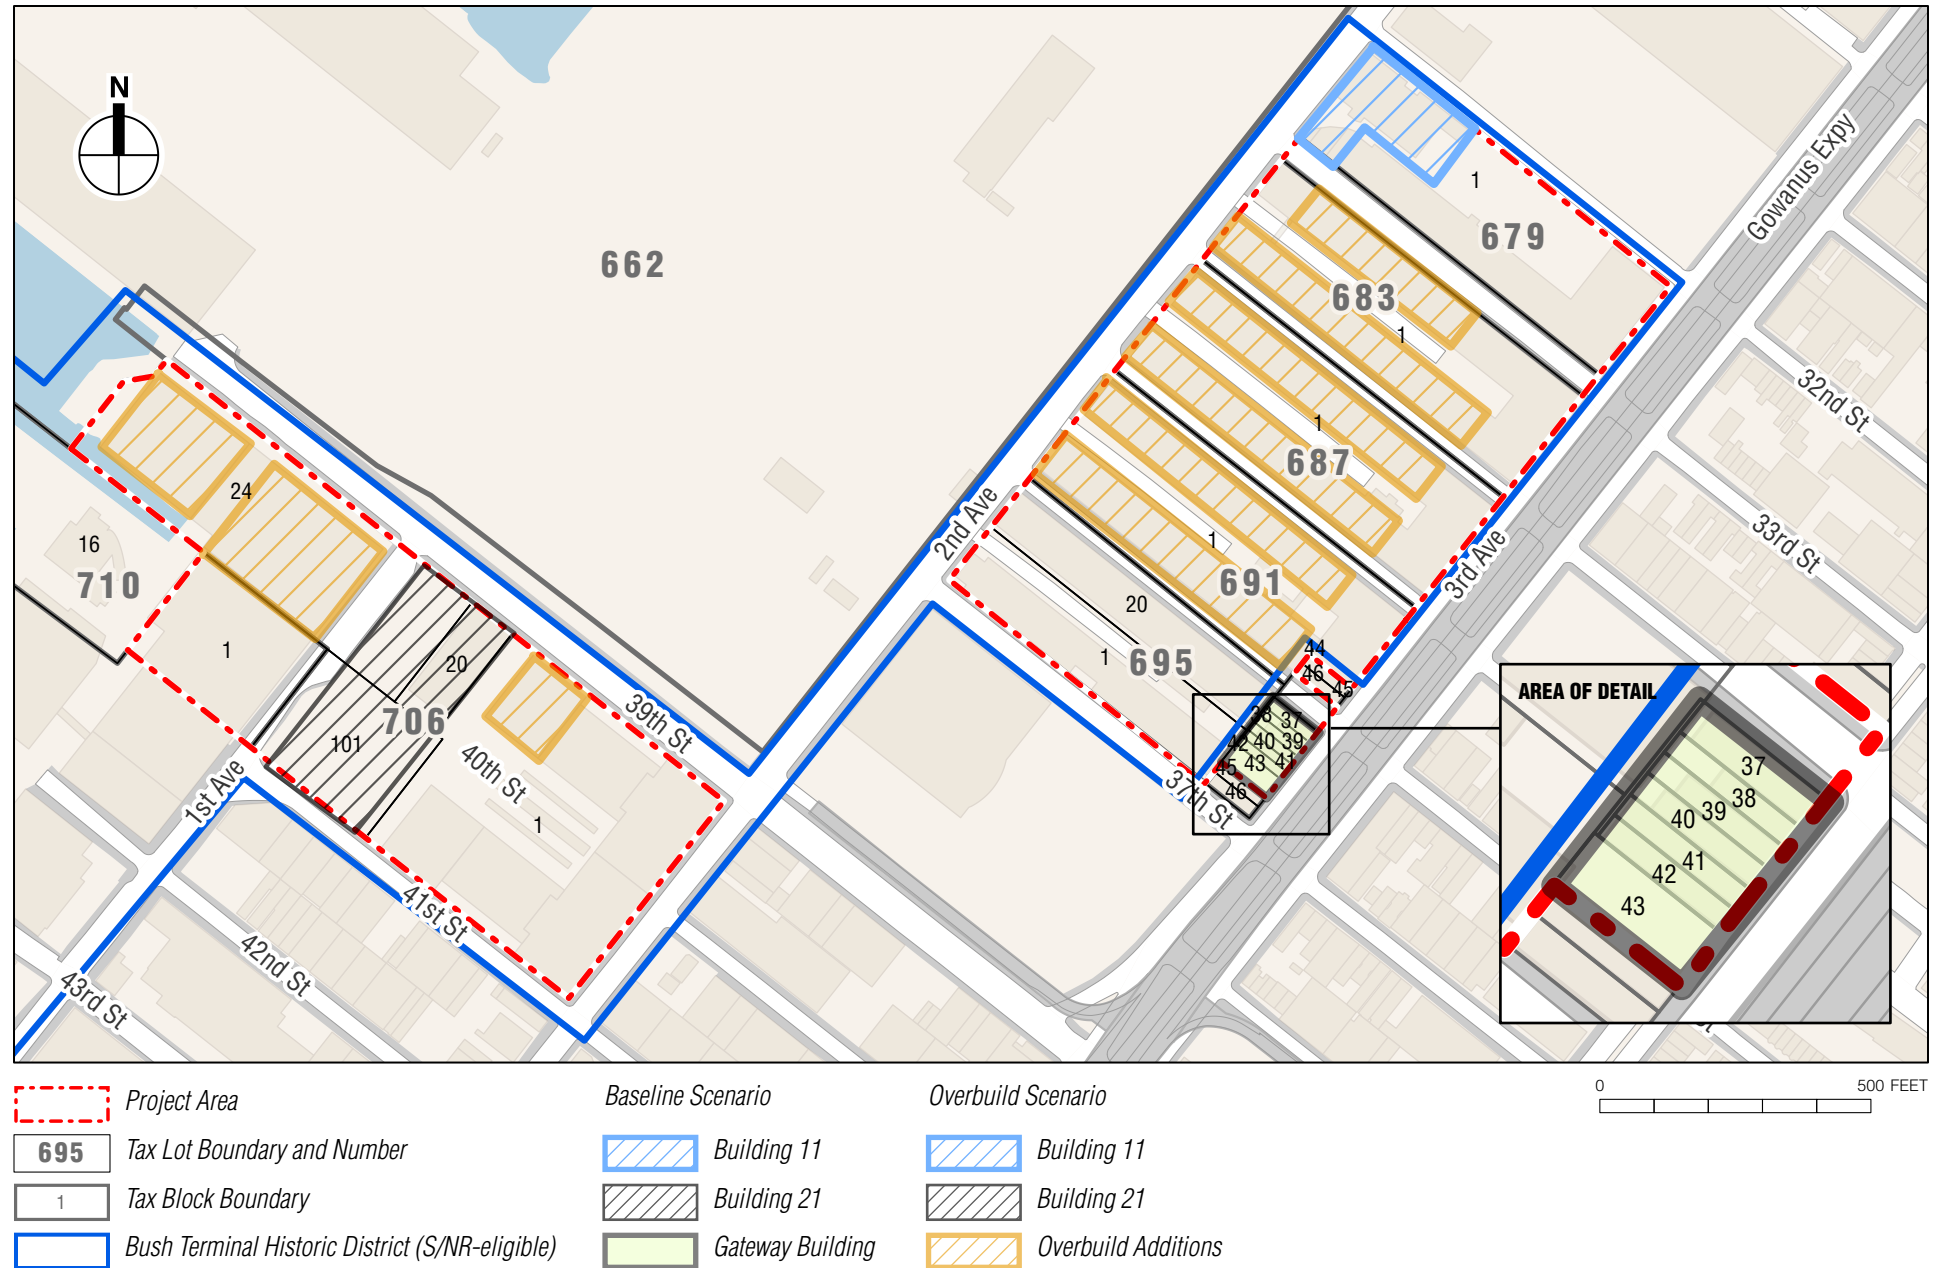 N
662
679
1
683
1
1
687
1
691
20
1
695
44
46
45
38
37
42
40
39
45
43
41
46
Gowanus Expy
32nd St
33rd St
2nd Ave
3rd Ave
37th St
24
16
710
1
20
101
706
1
39th St
40th St
41st St
1st Ave
42nd St
43rd St
AREA OF DETAIL
37
38
39
40
41
42
43
0 500 FEET
Project Area
695 Tax Lot Boundary and Number
1 Tax Block Boundary
Bush Terminal Historic District (S/NR-eligible)
Baseline Scenario
Building 11
Building 21
Gateway Building
Overbuild Scenario
Building 11
Building 21
Overbuild Additions